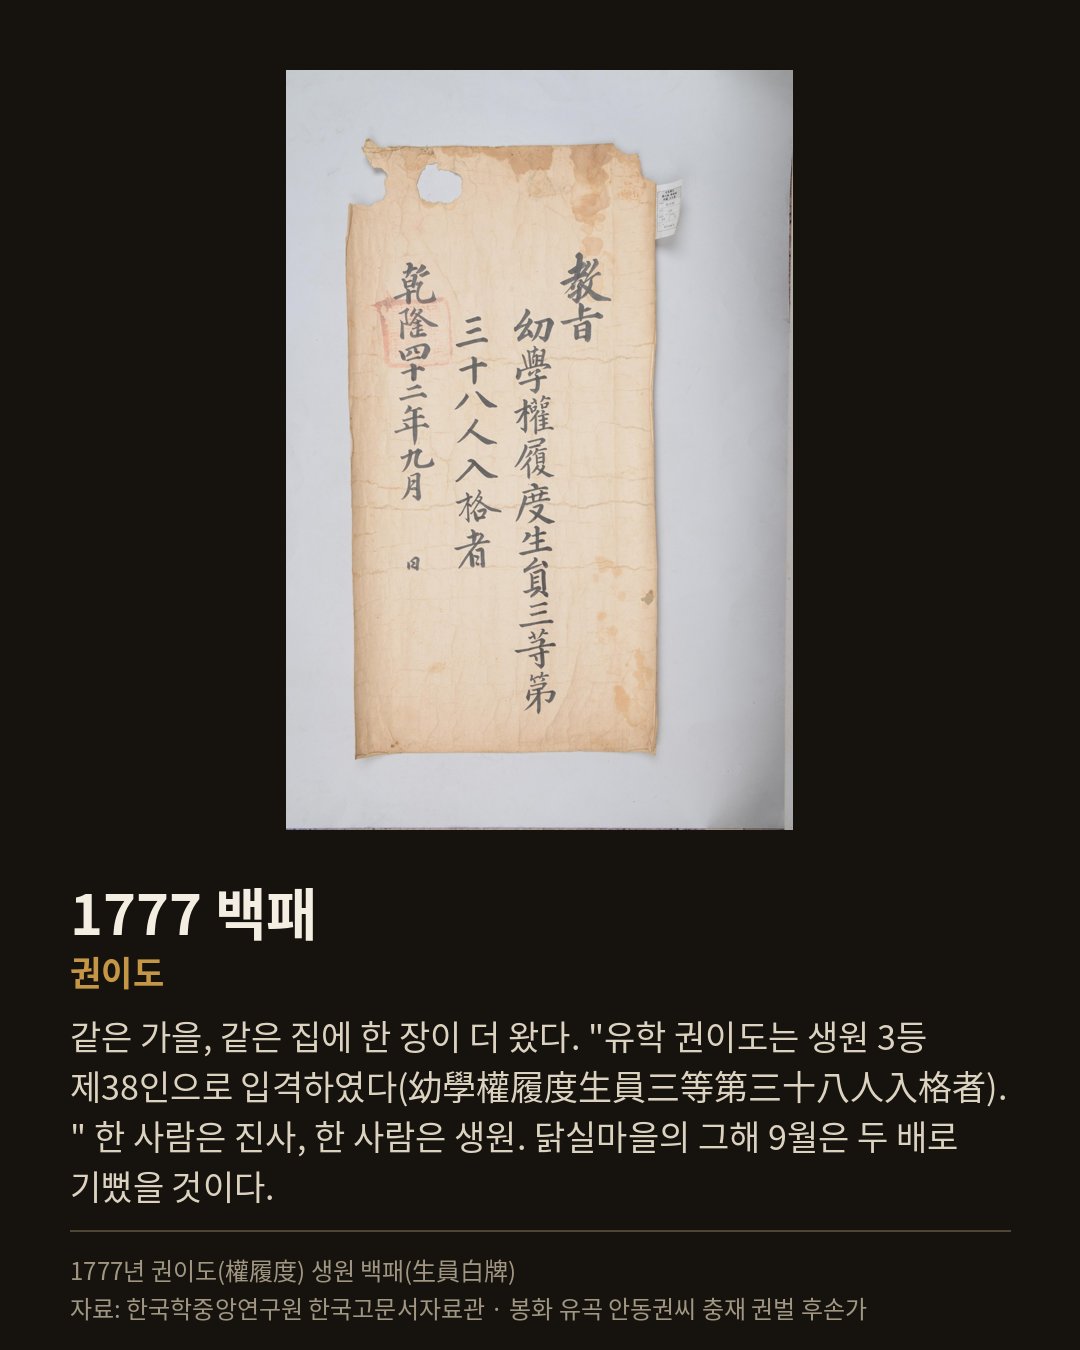 教旨
幼學權履度生員三等第
三十八人入格者
乾隆四十二年九月 日
1777 백패
권이도
같은 가을, 같은 집에 한 장이 더 왔다. "유학 권이도는 생원 3등
제38인으로 입격하였다(幼學權履度生員三等第三十八人入格者).
" 한 사람은 진사, 한 사람은 생원. 닭실마을의 그해 9월은 두 배로
기뻤을 것이다.
1777년 권이도(權履度) 생원 백패(生員白牌)
자료: 한국학중앙연구원 한국고문서자료관 · 봉화 유곡 안동권씨 충재 권벌 후손가